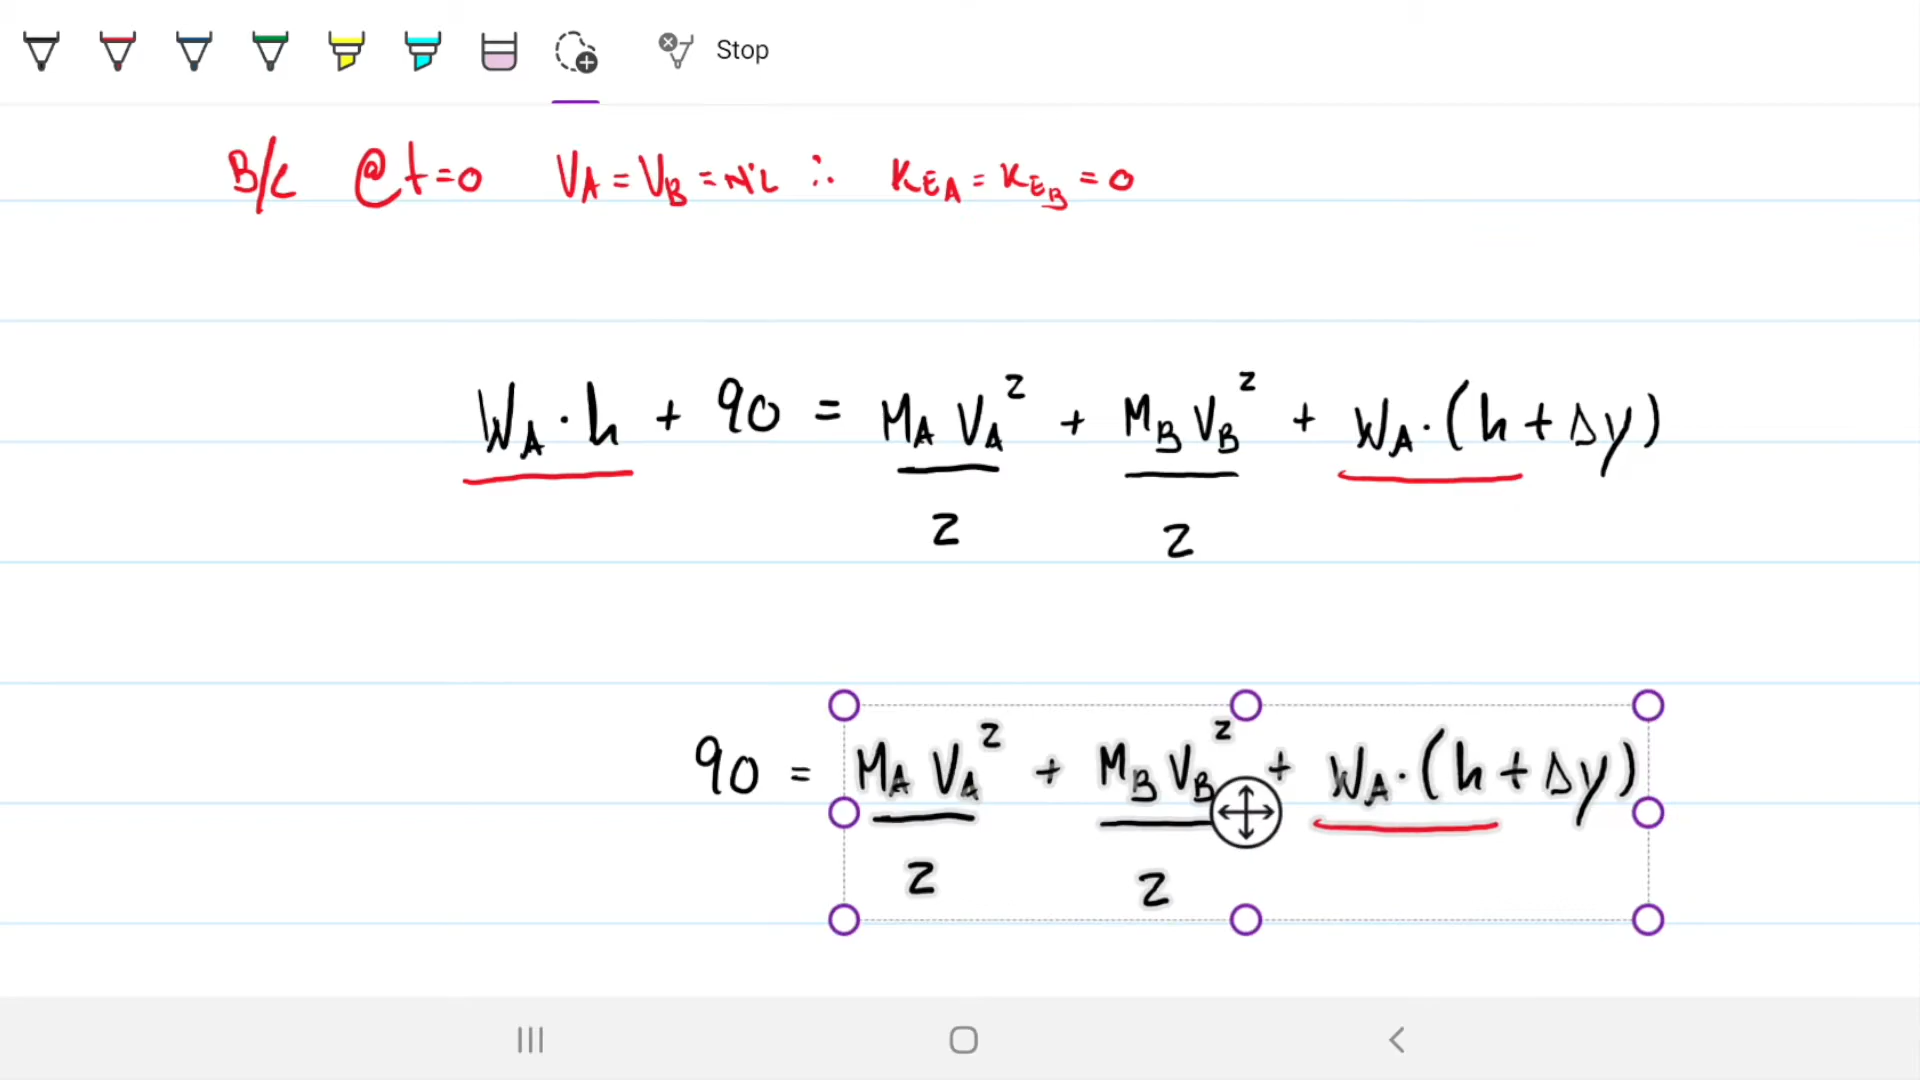 Stop
B/c @ t=0 VA = VB = NiL ∴ KEA = KEB = 0
WA · h + 90 = MA VA² / 2 + MB VB² / 2 + WA · (h + Δy)
90 = MA VA² / 2 + MB VB² / 2 + WA · (h + Δy)